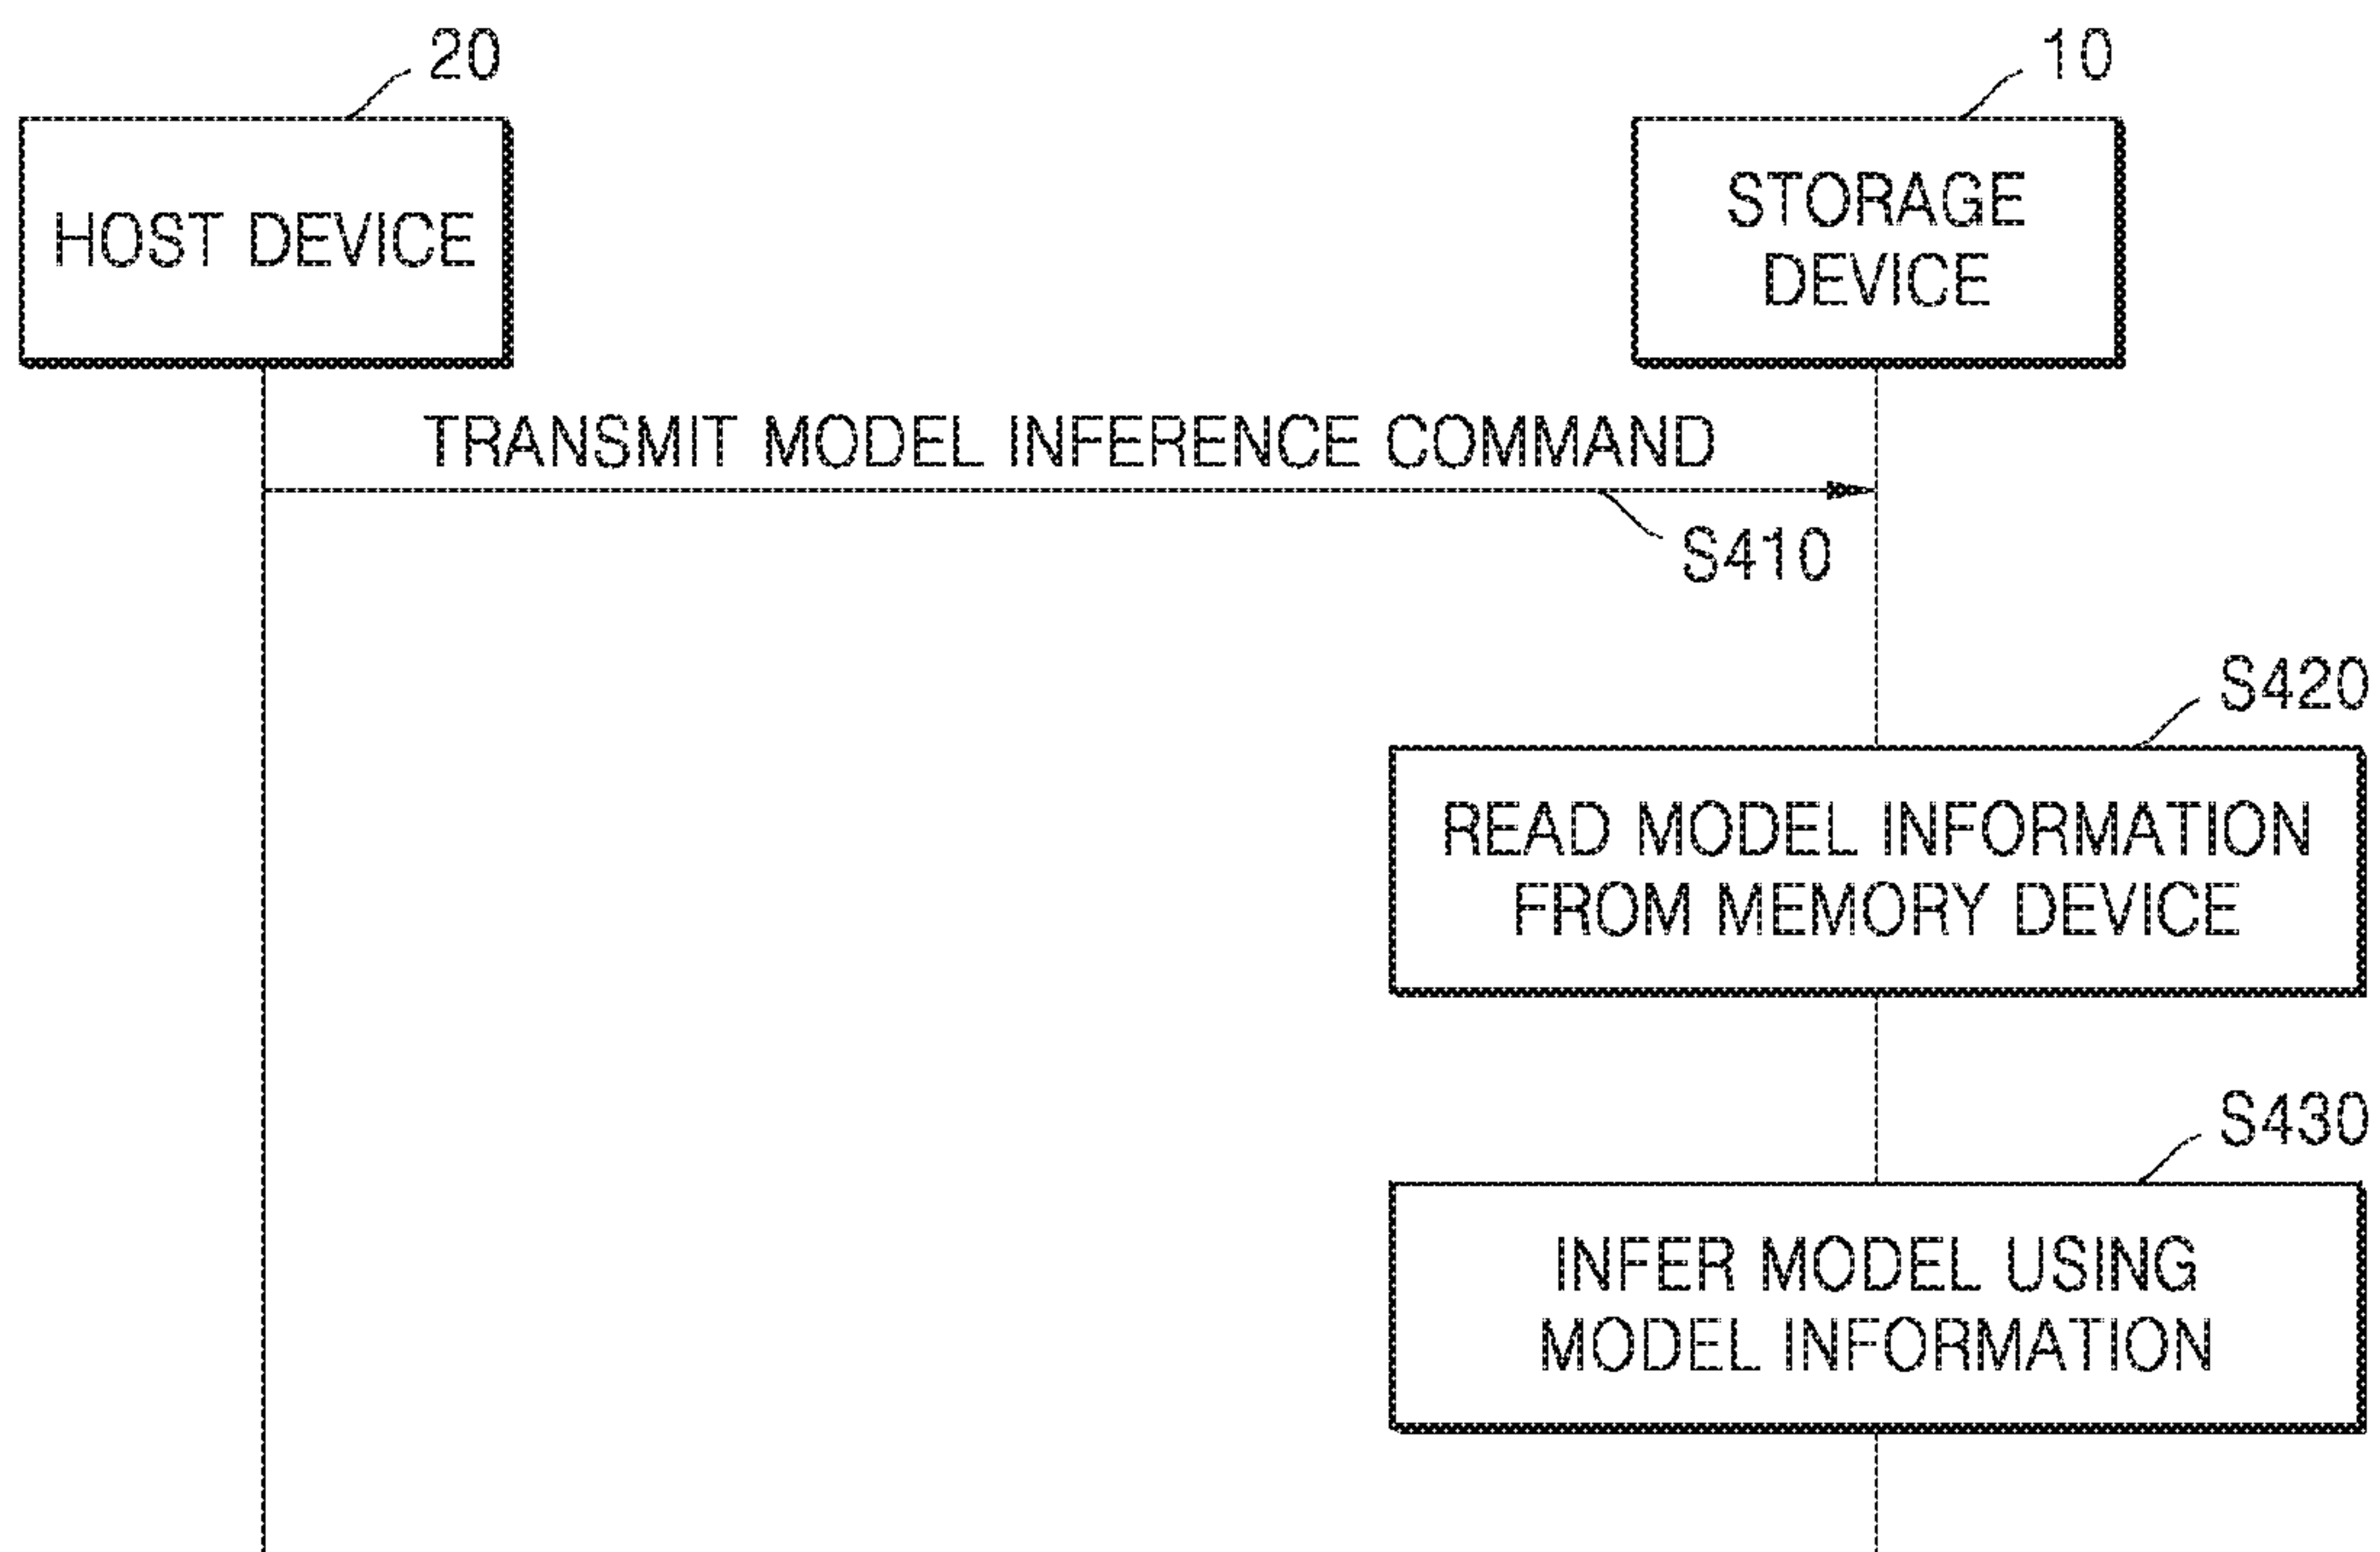 20
10
HOST DEVICE
STORAGE
DEVICE
TRANSMIT MODEL INFERENCE COMMAND
S410
S420
READ MODEL INFORMATION
FROM MEMORY DEVICE
S430
INFER MODEL USING
MODEL INFORMATION